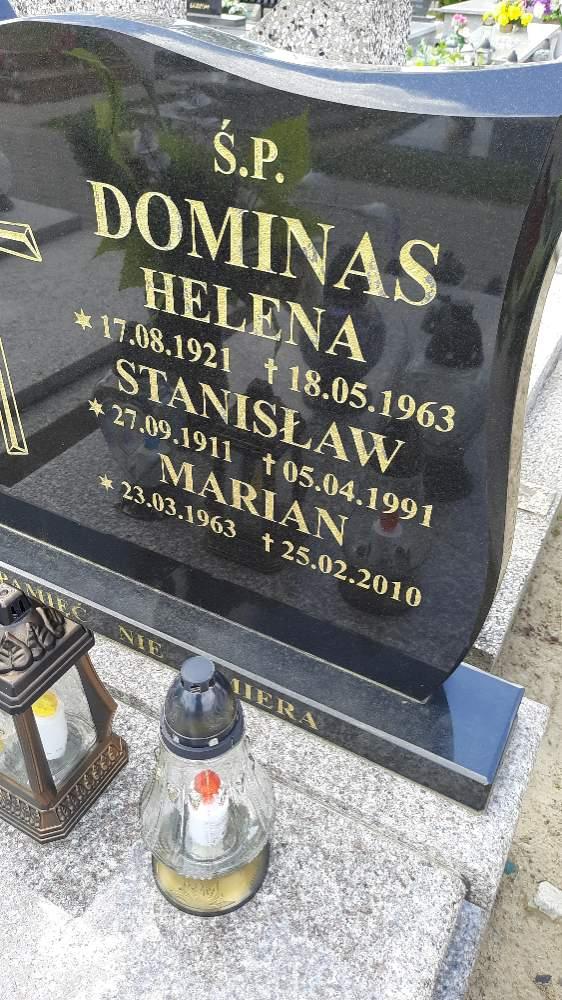 Ś.P.
DOMINAS
HELENA
* 17.08.1921 † 18.05.1963
STANISŁAW
* 27.09.1911 † 05.04.1991
MARIAN
* 23.03.1963 † 25.02.2010
PAMIĘĆ NIE